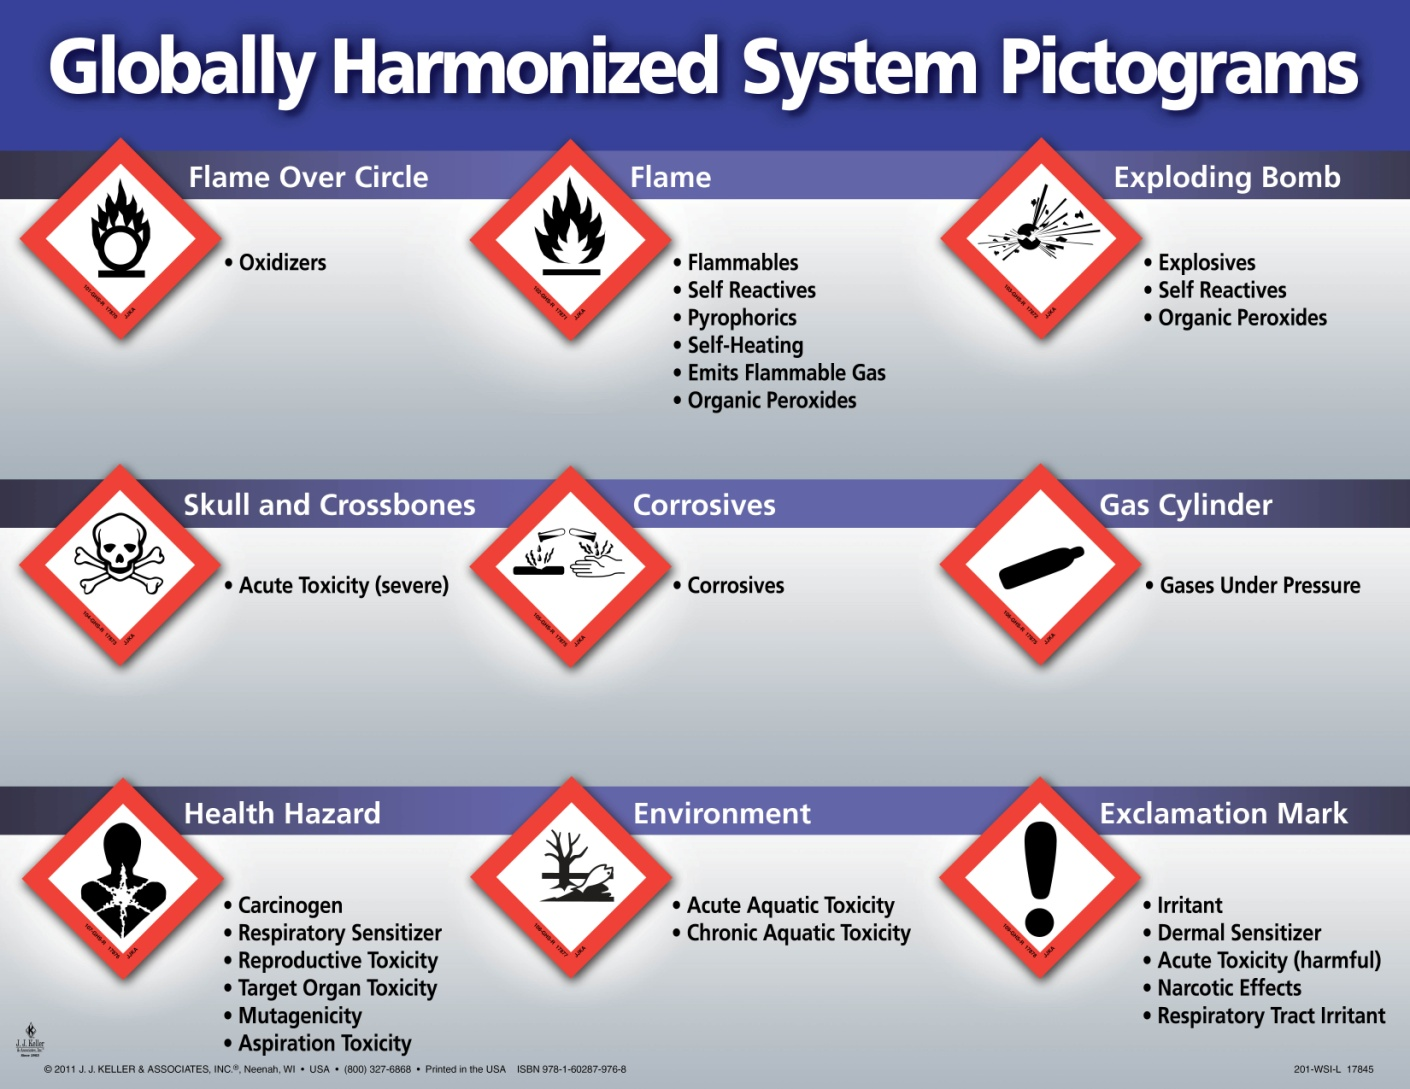 Globally Harmonized System Pictograms
Flame Over Circle
• Oxidizers
Flame
• Flammables
• Self Reactives
• Pyrophorics
• Self-Heating
• Emits Flammable Gas
• Organic Peroxides
Exploding Bomb
• Explosives
• Self Reactives
• Organic Peroxides
Skull and Crossbones
• Acute Toxicity (severe)
Corrosives
• Corrosives
Gas Cylinder
• Gases Under Pressure
Health Hazard
• Carcinogen
• Respiratory Sensitizer
• Reproductive Toxicity
• Target Organ Toxicity
• Mutagenicity
• Aspiration Toxicity
Environment
• Acute Aquatic Toxicity
• Chronic Aquatic Toxicity
Exclamation Mark
• Irritant
• Dermal Sensitizer
• Acute Toxicity (harmful)
• Narcotic Effects
• Respiratory Tract Irritant
J. J. Keller
© 2011 J. J. KELLER & ASSOCIATES, INC.®, Neenah, WI • USA • (800) 327-6868 • Printed in the USA ISBN 978-1-60287-976-8
201-WSI-L 17845